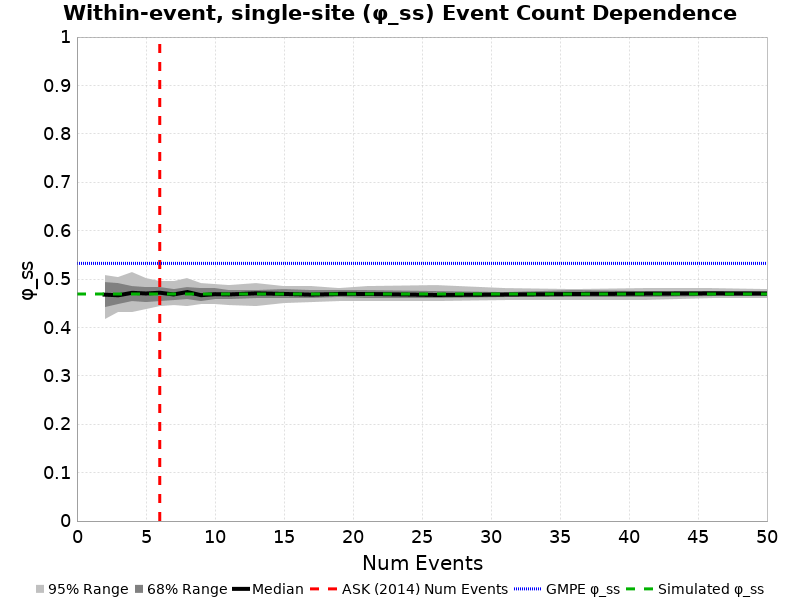 Within-event, single-site (φ_ss) Event Count Dependence
1
0.9
0.8
0.7
0.6
0.5
0.4
0.3
0.2
0.1
0
φ_ss
0 5 10 15 20 25 30 35 40 45 50
Num Events
95% Range 68% Range Median ASK (2014) Num Events GMPE φ_ss Simulated φ_ss